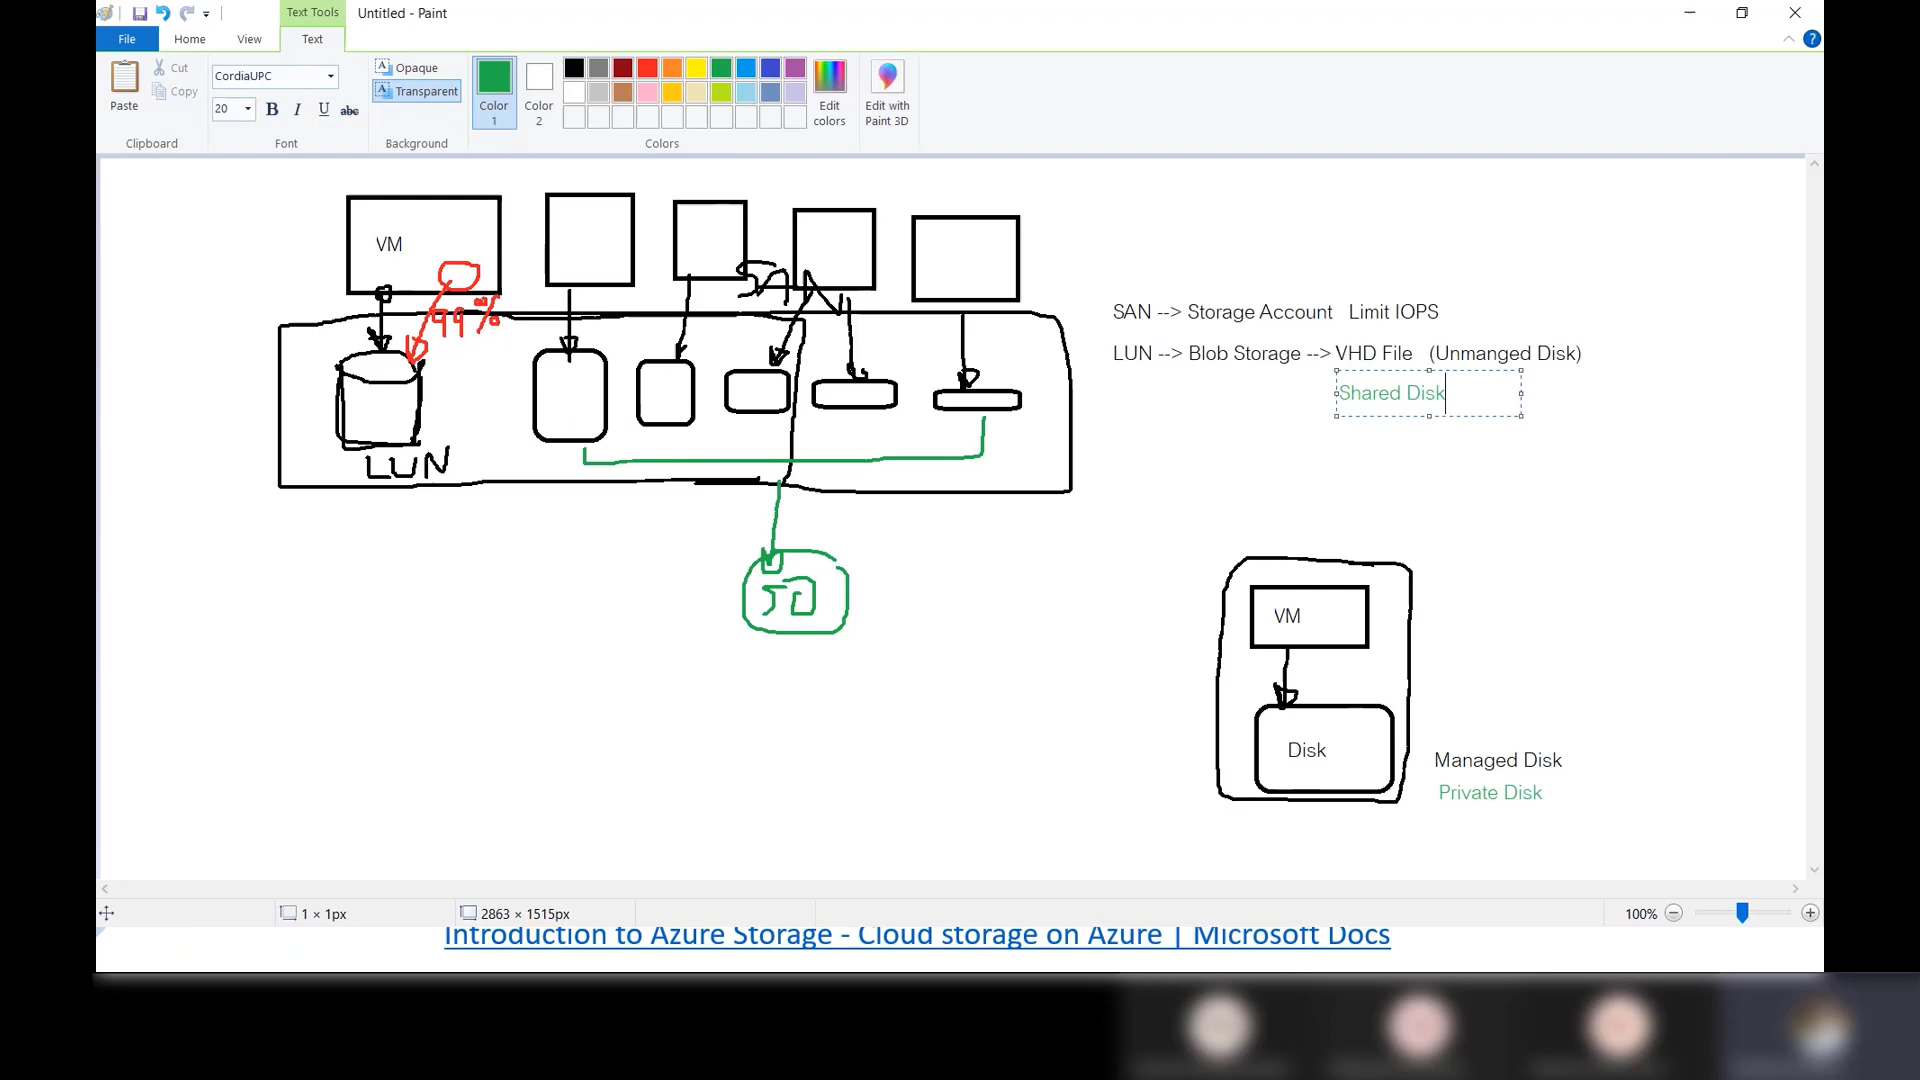 Text Tools
Untitled - Paint
File
Home
View
Text
Paste
Cut
Copy
Clipboard
CordiaUPC
20
B
I
U
abc
Font
A Opaque
A Transparent
Background
Color 1
Color 2
Edit colors
Edit with Paint 3D
Colors
VM
99%
SAN
LUN
SAN --> Storage Account Limit IOPS
LUN --> Blob Storage --> VHD File (Unmanged Disk)
Shared Disk
VM
Disk
Managed Disk
Private Disk
1 × 1px
2863 × 1515px
100%
Introduction to Azure Storage - Cloud storage on Azure | Microsoft Docs